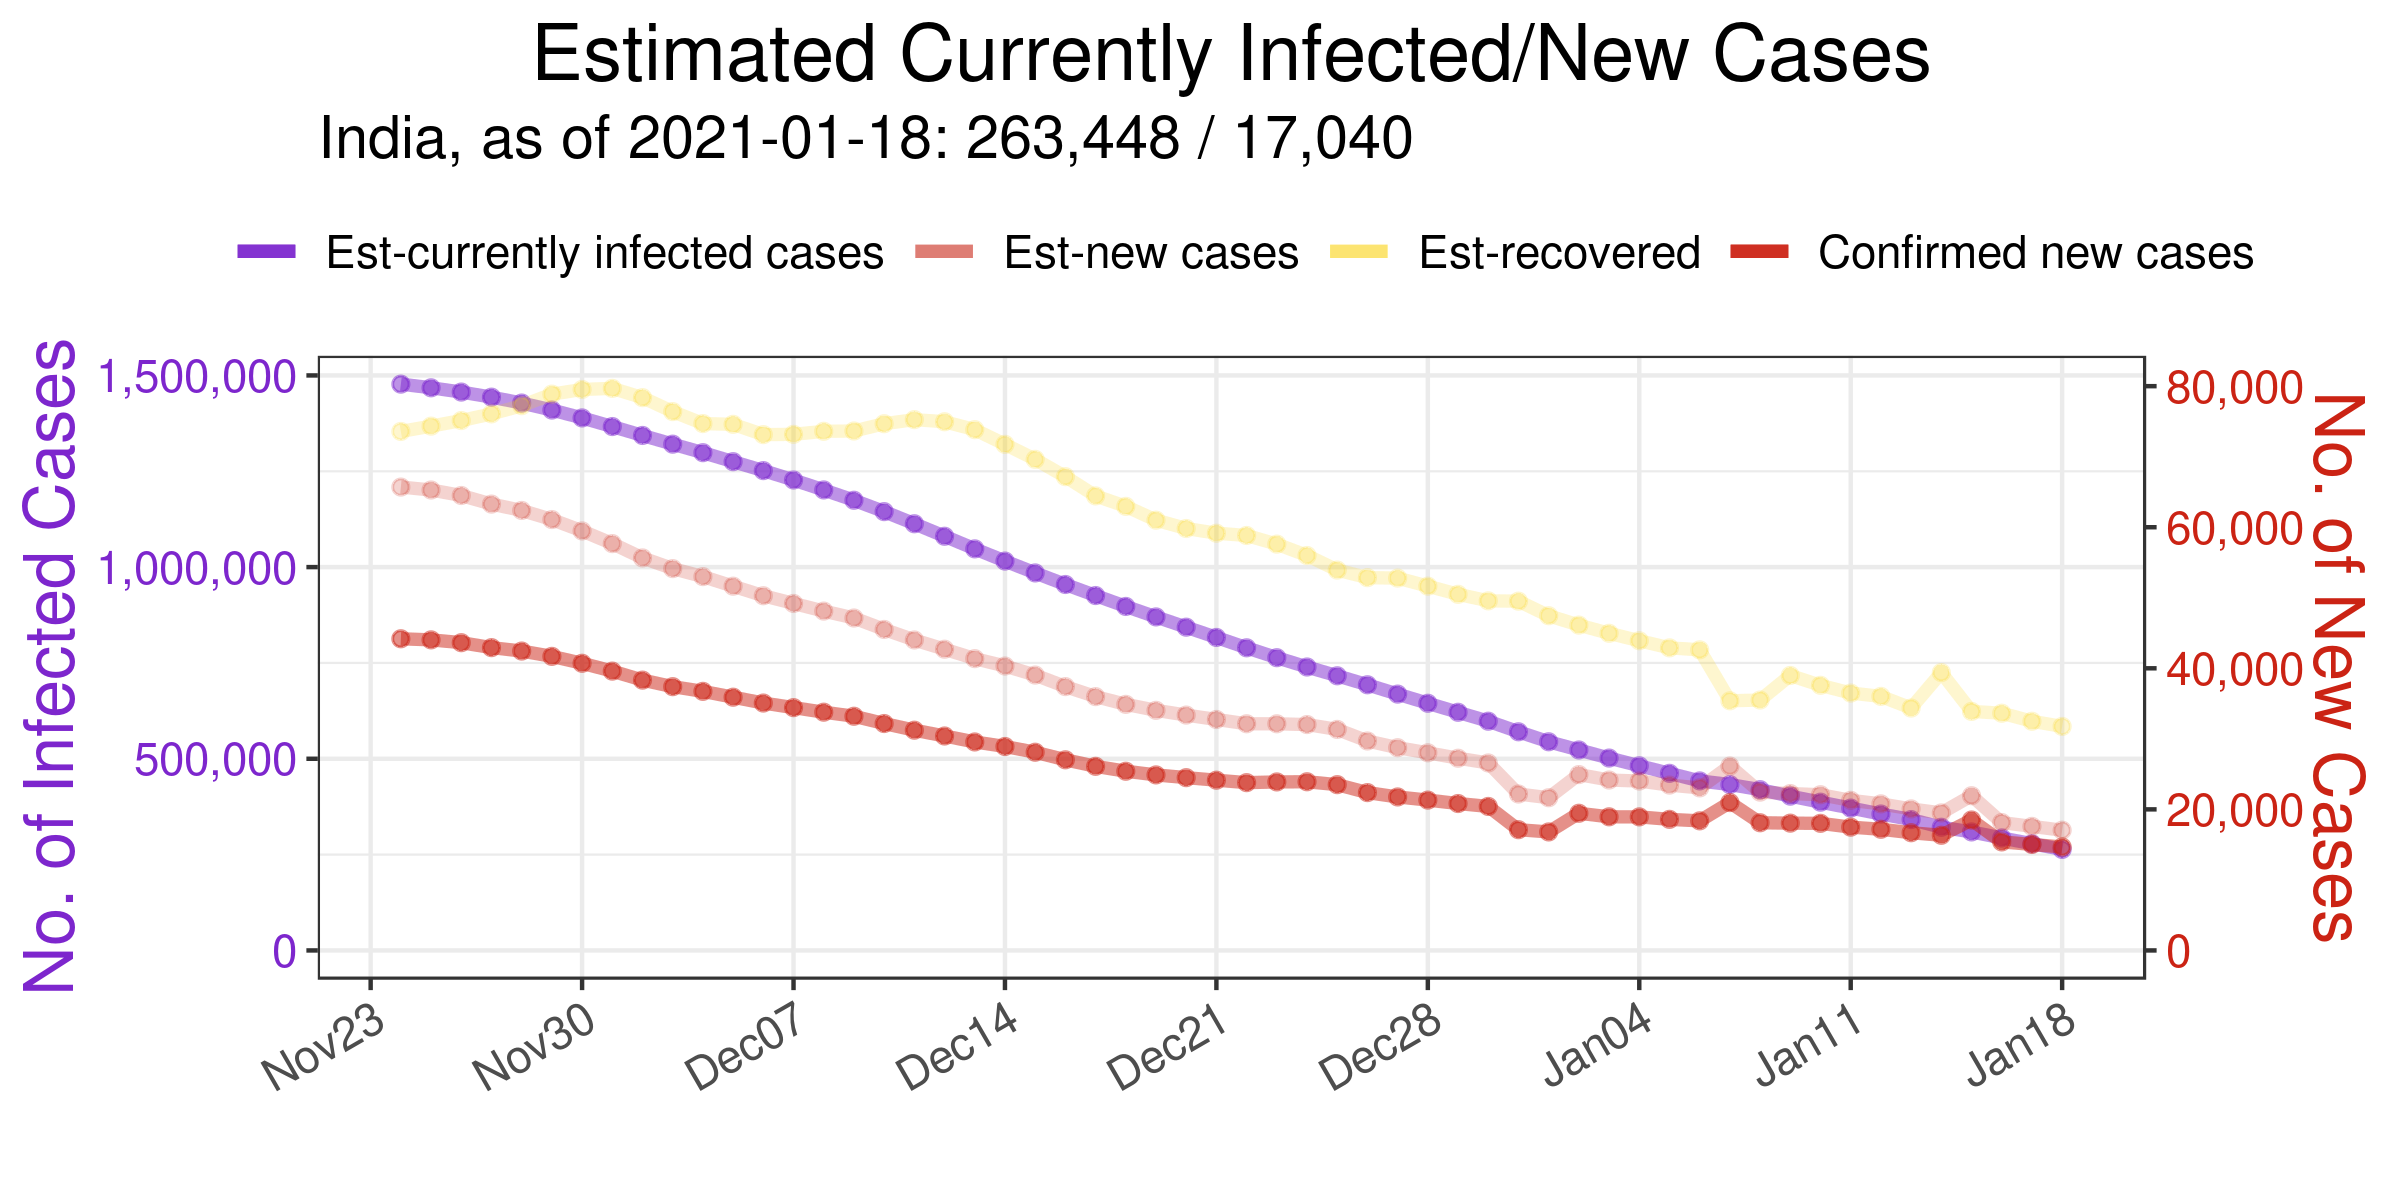 Estimated Currently Infected/New Cases
India, as of 2021-01-18: 263,448 / 17,040
Est-currently infected cases Est-new cases Est-recovered Confirmed new cases
No. of Infected Cases
1,500,000
1,000,000
500,000
0
80,000
60,000
40,000
20,000
0
No. of New Cases
Nov23 Nov30 Dec07 Dec14 Dec21 Dec28 Jan04 Jan11 Jan18